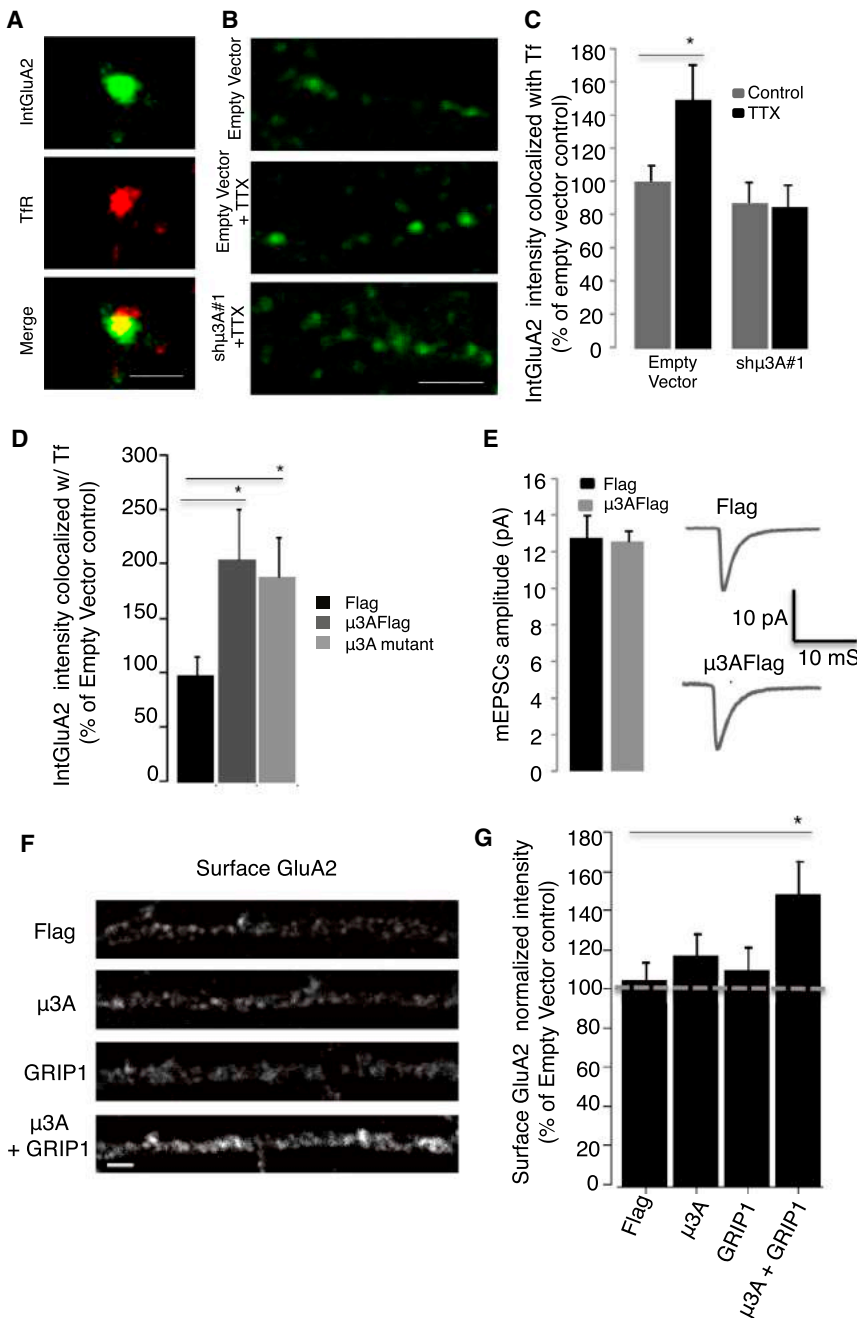 A
IntGluA2
TfR
Merge
B
Empty Vector
Empty Vector
+ TTX
shμ3A#1
+TTX
C
IntGluA2 intensity colocalized with Tf
(% of empty vector control)
180
160
140
120
100
80
60
40
20
0
*
Control
TTX
Empty
Vector
shμ3A#1
D
IntGluA2 intensity colocalized w/ Tf
(% of Empty Vector control)
300
250
200
150
100
50
0
*
*
Flag
μ3AFlag
μ3A mutant
E
mEPSCs amplitude (pA)
16
14
12
10
8
6
4
2
0
Flag
μ3AFlag
Flag
10 pA
10 mS
μ3AFlag
F
Surface GluA2
Flag
μ3A
GRIP1
μ3A
+ GRIP1
G
Surface GluA2 normalized intensity
(% of Empty Vector control)
180
160
140
120
100
80
60
40
20
0
*
Flag
μ3A
GRIP1
μ3A + GRIP1